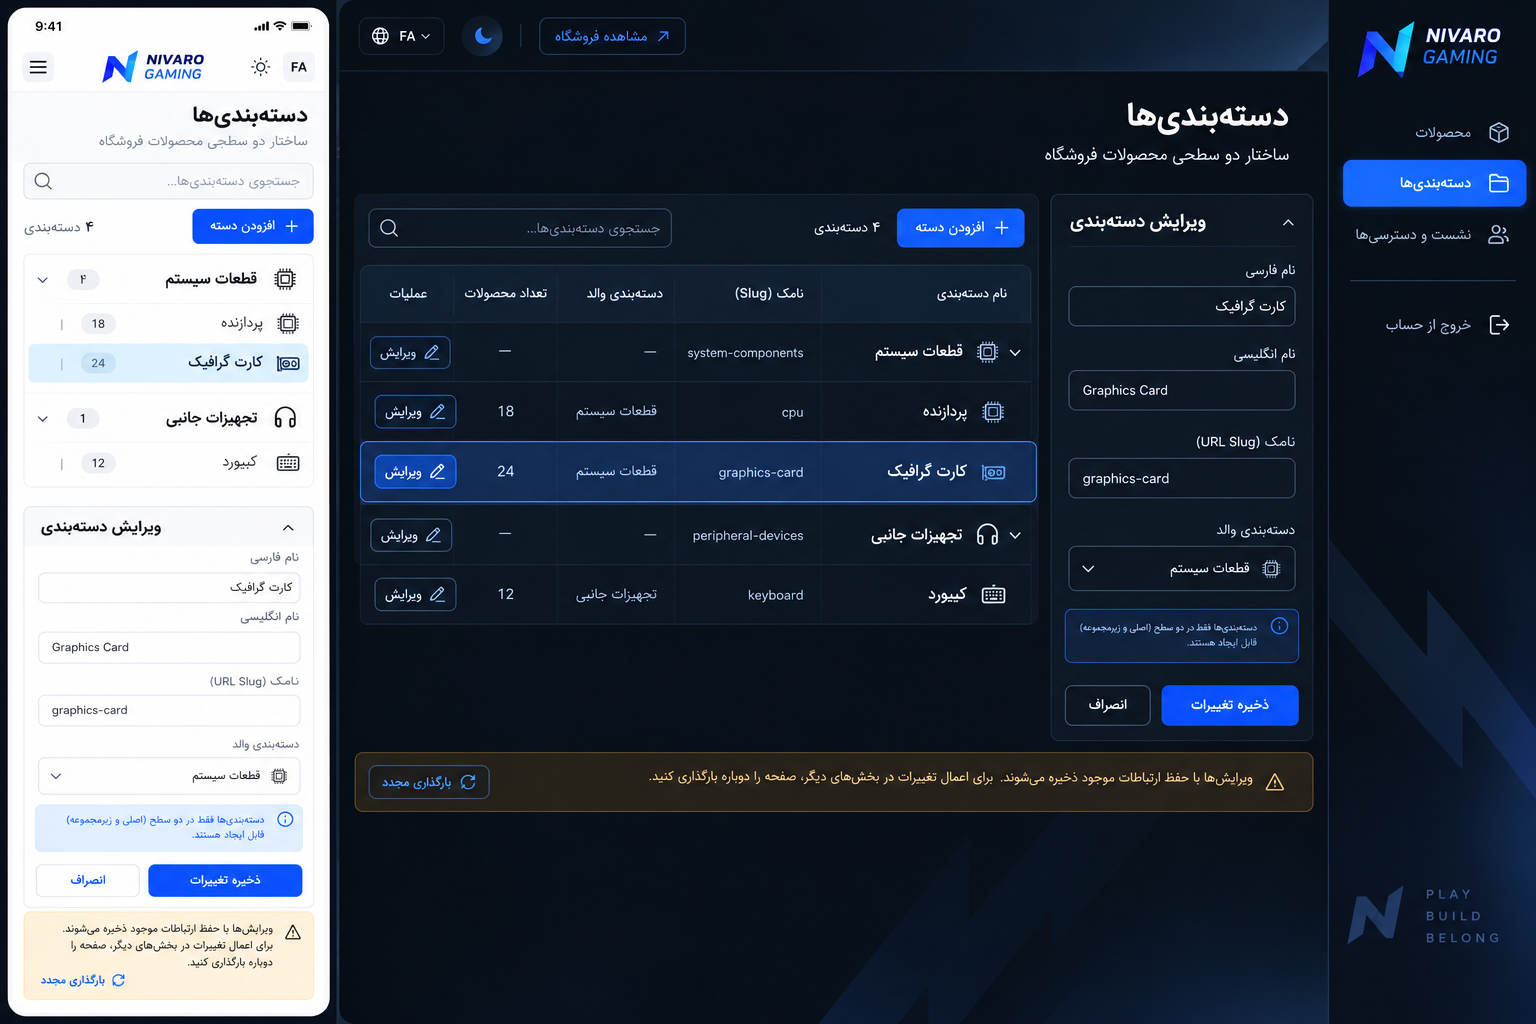 9:41
NIVARO
GAMING
FA
دسته‌بندی‌ها
ساختار دو سطحی محصولات فروشگاه
جستجوی دسته‌بندی‌ها...
افزودن دسته
۴ دسته‌بندی
قطعات سیستم
۴
پردازنده
18
کارت گرافیک
24
تجهیزات جانبی
1
کیبورد
12
ویرایش دسته‌بندی
نام فارسی
کارت گرافیک
نام انگلیسی
Graphics Card
نامک (URL Slug)
graphics-card
دسته‌بندی والد
قطعات سیستم
دسته‌بندی‌ها فقط در دو سطح (اصلی و زیرمجموعه)
قابل ایجاد هستند.
ذخیره تغییرات
انصراف
ویرایش‌ها با حفظ ارتباطات موجود ذخیره می‌شوند.
برای اعمال تغییرات در بخش‌های دیگر، صفحه را
دوباره بارگذاری کنید.
بارگذاری مجدد
FA
مشاهده فروشگاه
دسته‌بندی‌ها
ساختار دو سطحی محصولات فروشگاه
افزودن دسته
۴ دسته‌بندی
جستجوی دسته‌بندی‌ها...
نام دسته‌بندی
نامک (Slug)
دسته‌بندی والد
تعداد محصولات
عملیات
قطعات سیستم
system-components
—
—
ویرایش
پردازنده
cpu
قطعات سیستم
18
ویرایش
کارت گرافیک
graphics-card
قطعات سیستم
24
ویرایش
تجهیزات جانبی
peripheral-devices
—
—
ویرایش
کیبورد
keyboard
تجهیزات جانبی
12
ویرایش
ویرایش دسته‌بندی
نام فارسی
کارت گرافیک
نام انگلیسی
Graphics Card
نامک (URL Slug)
graphics-card
دسته‌بندی والد
قطعات سیستم
دسته‌بندی‌ها فقط در دو سطح (اصلی و زیرمجموعه)
قابل ایجاد هستند.
ذخیره تغییرات
انصراف
ویرایش‌ها با حفظ ارتباطات موجود ذخیره می‌شوند. برای اعمال تغییرات در بخش‌های دیگر، صفحه را دوباره بارگذاری کنید.
بارگذاری مجدد
NIVARO
GAMING
محصولات
دسته‌بندی‌ها
نشست و دسترسی‌ها
خروج از حساب
PLAY
BUILD
BELONG